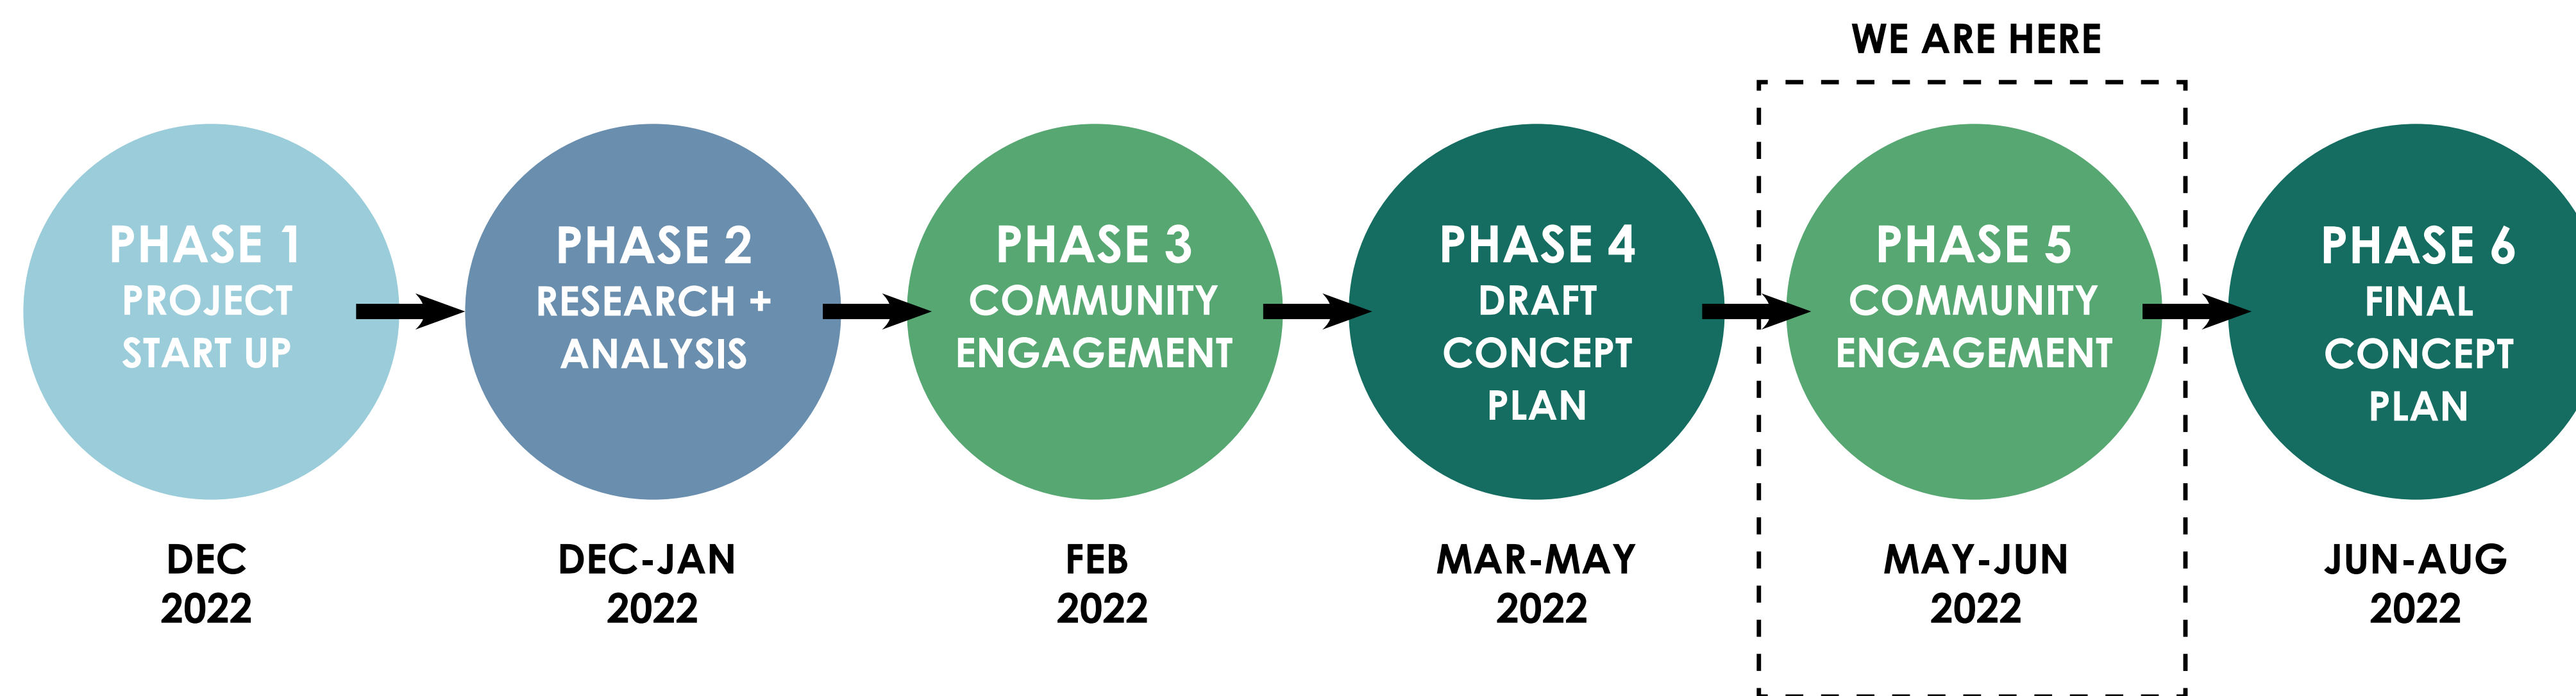 WE ARE HERE
PHASE 1
PROJECT
START UP
DEC
2022
PHASE 2
RESEARCH +
ANALYSIS
DEC-JAN
2022
PHASE 3
COMMUNITY
ENGAGEMENT
FEB
2022
PHASE 4
DRAFT
CONCEPT
PLAN
MAR-MAY
2022
PHASE 5
COMMUNITY
ENGAGEMENT
MAY-JUN
2022
PHASE 6
FINAL
CONCEPT
PLAN
JUN-AUG
2022